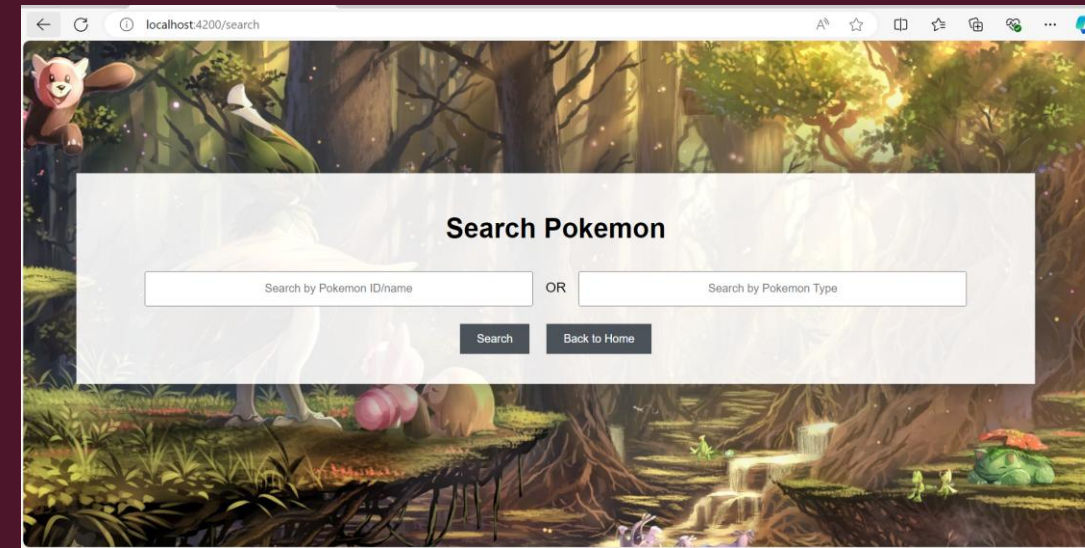 localhost:4200/search
Search Pokemon
Search by Pokemon ID/name OR Search by Pokemon Type
Search Back to Home